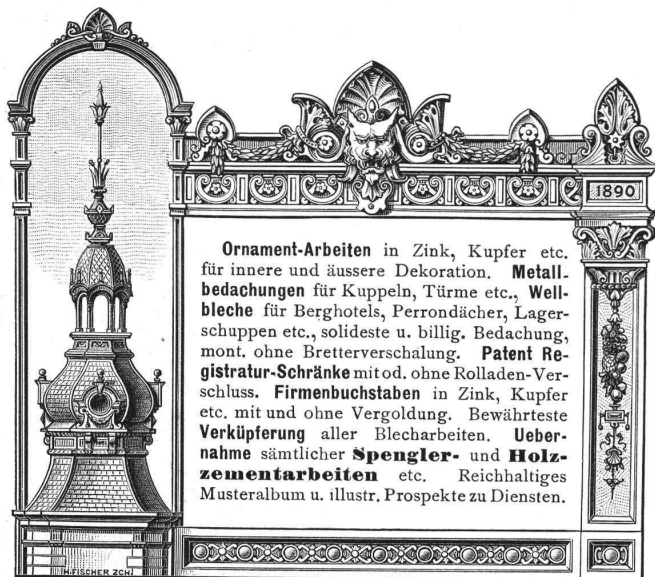 1890
Ornament-Arbeiten in Zink, Kupfer etc.
für innere und äussere Dekoration. Metall-
bedachungen für Kuppeln, Türme etc., Well-
bleche für Berghotels, Perrondächer, Lager-
schuppen etc., solideste u. billig. Bedachung,
mont. ohne Bretterverschalung. Patent Re-
gistratur-Schränke mit od. ohne Rolladen-Ver-
schluss. Firmenbuchstaben in Zink, Kupfer
etc. mit und ohne Vergoldung. Bewährteste
Verküpferung aller Blecharbeiten. Ueber-
nahme sämtlicher Spengler- und Holz-
zementarbeiten etc. Reichhaltiges
Musteralbum u. illustr. Prospekte zu Diensten.
H.FISCHER ZCH.